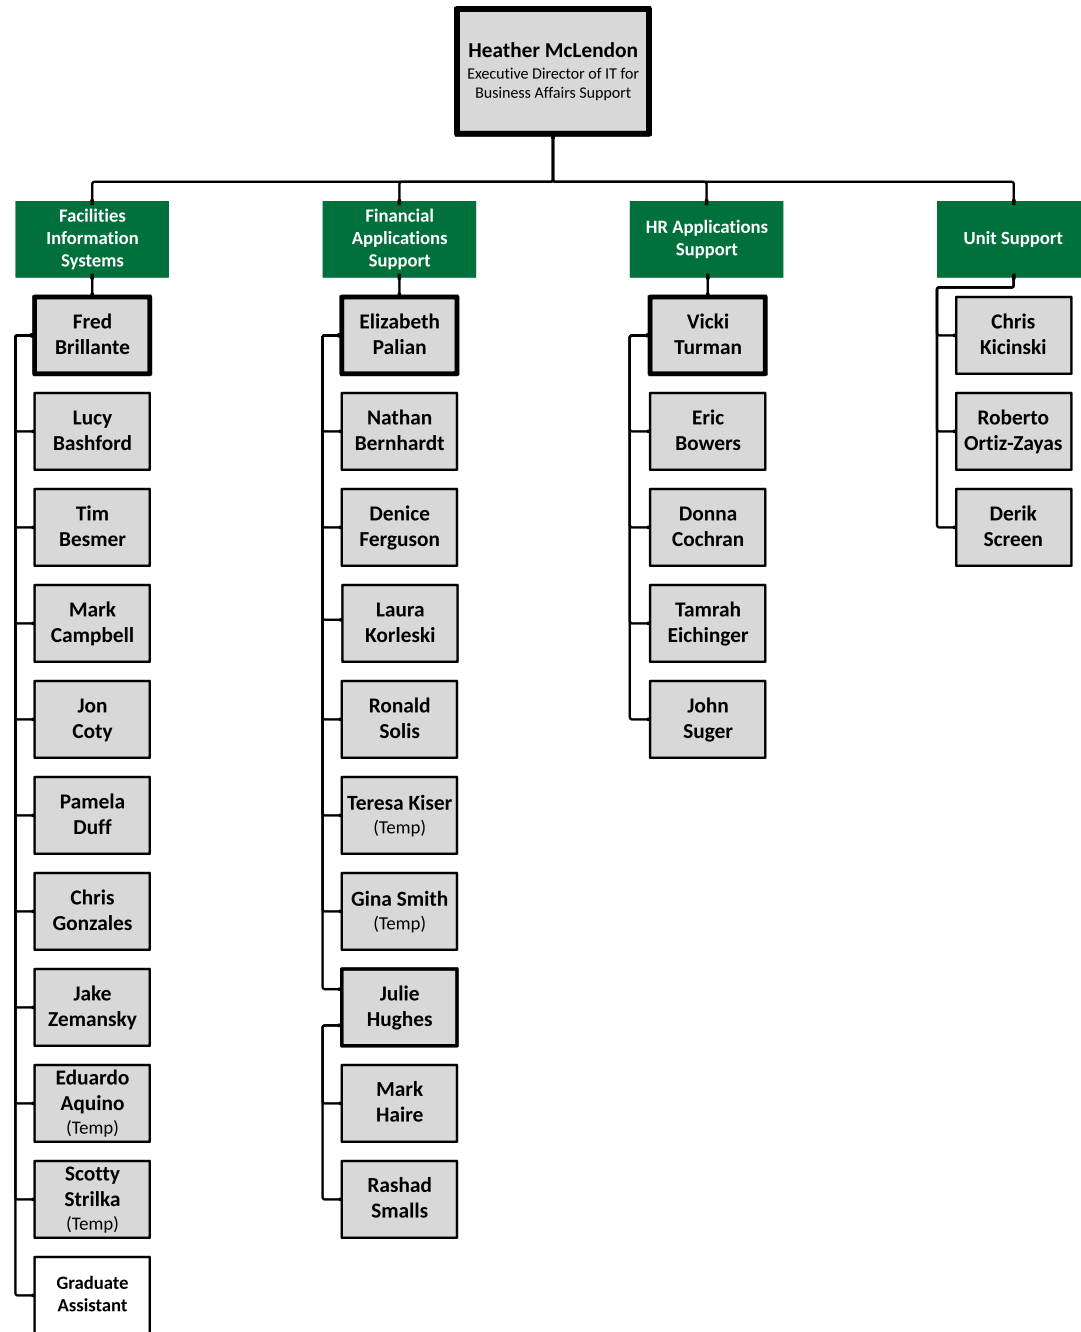 Heather McLendon
Executive Director of IT for
Business Affairs Support
Facilities
Information
Systems
Fred
Brillante
Lucy
Bashford
Tim
Besmer
Mark
Campbell
Jon
Coty
Pamela
Duff
Chris
Gonzales
Jake
Zemansky
Eduardo
Aquino
(Temp)
Scotty
Strilka
(Temp)
Graduate
Assistant
Financial
Applications
Support
Elizabeth
Palian
Nathan
Bernhardt
Denice
Ferguson
Laura
Korleski
Ronald
Solis
Teresa Kiser
(Temp)
Gina Smith
(Temp)
Julie
Hughes
Mark
Haire
Rashad
Smalls
HR Applications
Support
Vicki
Turman
Eric
Bowers
Donna
Cochran
Tamrah
Eichinger
John
Suger
Unit Support
Chris
Kicinski
Roberto
Ortiz-Zayas
Derik
Screen